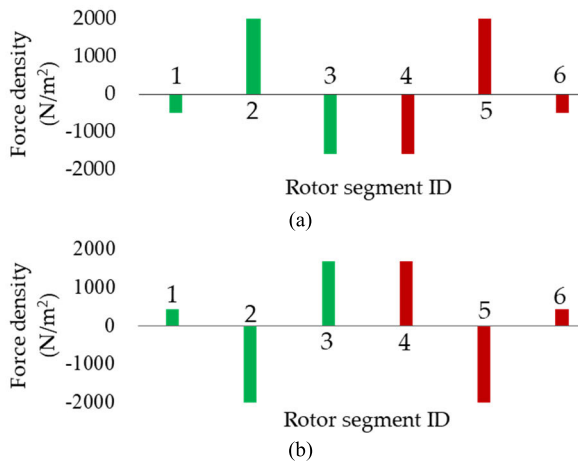 Force density
(N/m²)
2000
1000
0
-1000
-2000
1
2
3
4
5
6
Rotor segment ID
(a)
Force density
(N/m²)
2000
1000
0
-1000
-2000
1
2
3
4
5
6
Rotor segment ID
(b)